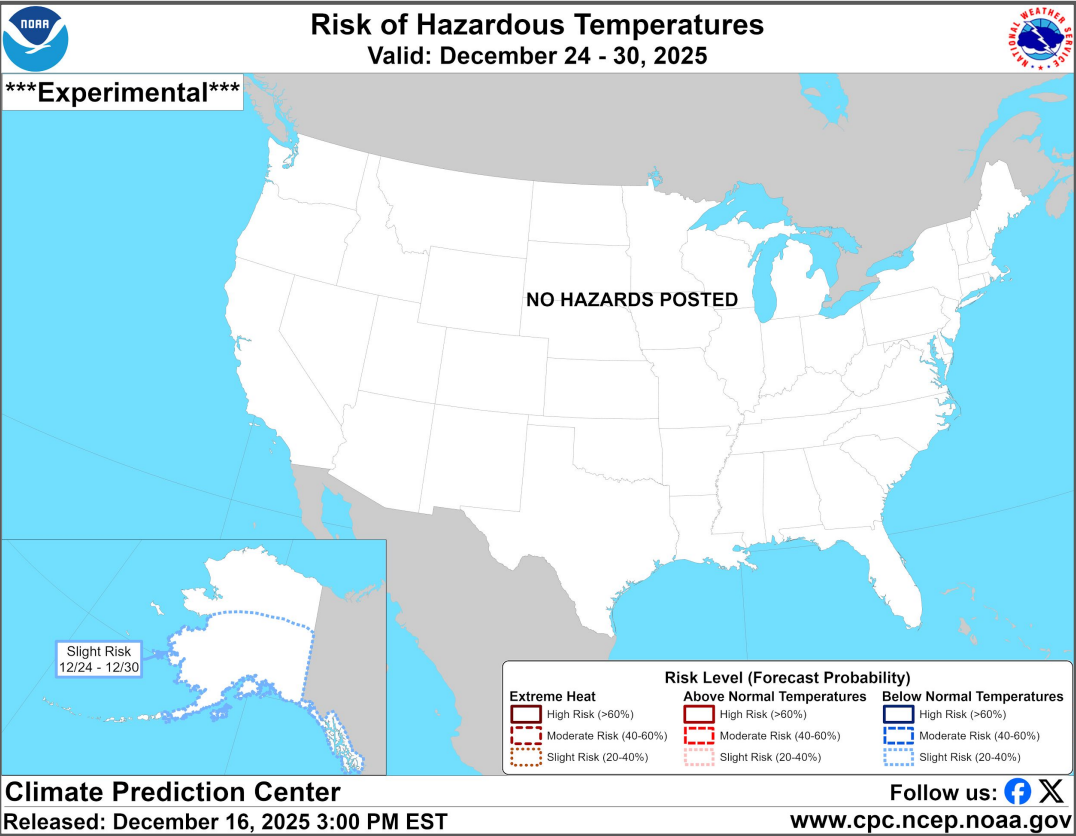 NOAA
Risk of Hazardous Temperatures
Valid: December 24 - 30, 2025
NATIONAL WEATHER SERVICE
***Experimental***
NO HAZARDS POSTED
Slight Risk
12/24 - 12/30
Risk Level (Forecast Probability)
Extreme Heat
High Risk (>60%)
Moderate Risk (40-60%)
Slight Risk (20-40%)
Above Normal Temperatures
High Risk (>60%)
Moderate Risk (40-60%)
Slight Risk (20-40%)
Below Normal Temperatures
High Risk (>60%)
Moderate Risk (40-60%)
Slight Risk (20-40%)
Climate Prediction Center
Follow us:
Released: December 16, 2025 3:00 PM EST
www.cpc.ncep.noaa.gov